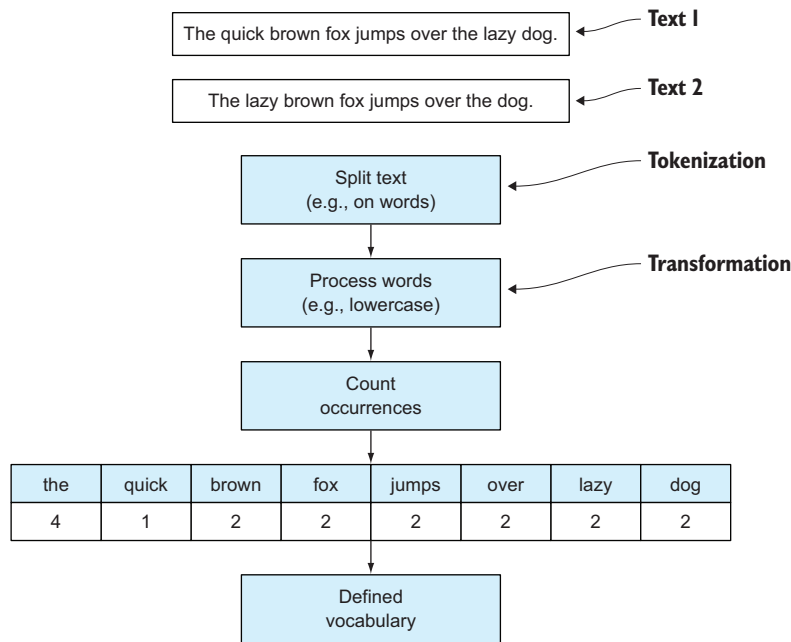 The quick brown fox jumps over the lazy dog.
Text 1
The lazy brown fox jumps over the dog.
Text 2
Tokenization
Split text
(e.g., on words)
Transformation
Process words
(e.g., lowercase)
Count
occurrences
the quick brown fox jumps over lazy dog
4 1 2 2 2 2 2 2
Defined
vocabulary